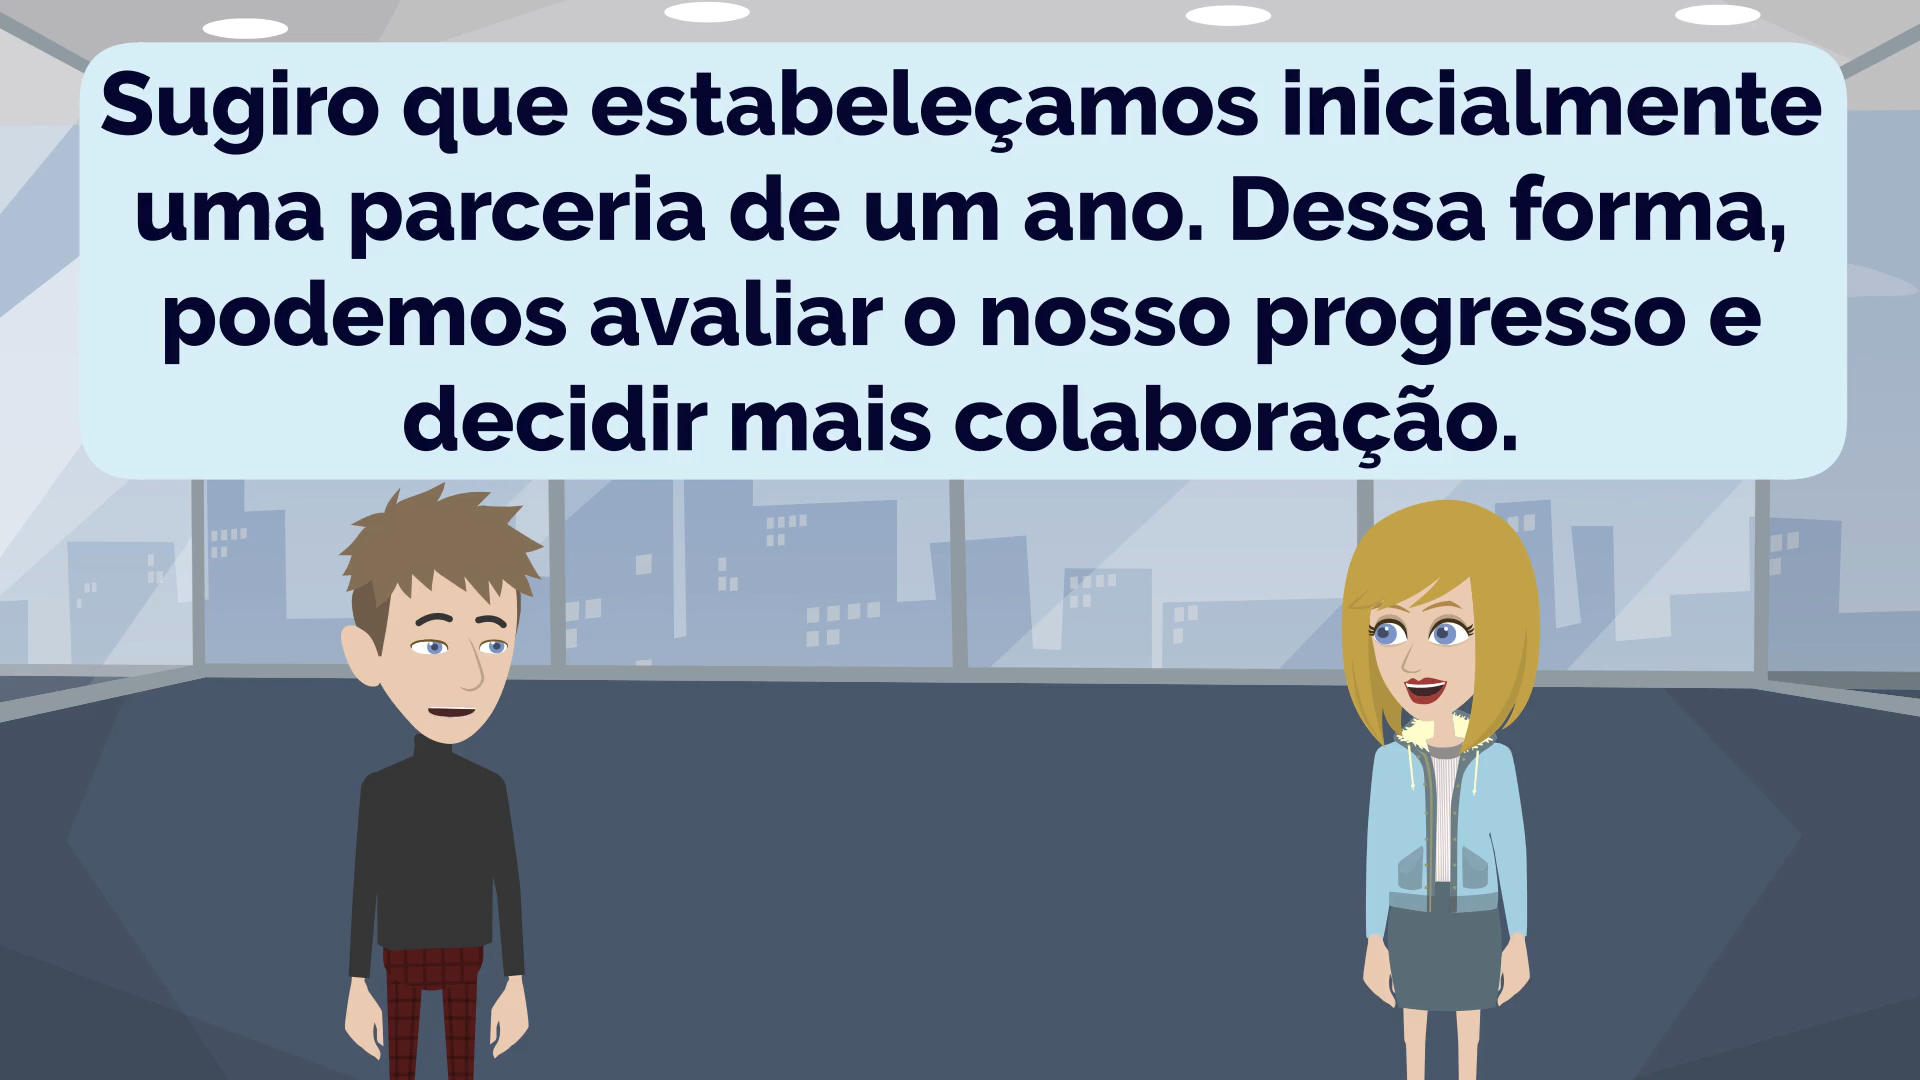 Sugiro que estabeleçamos inicialmente
uma parceria de um ano. Dessa forma,
podemos avaliar o nosso progresso e
decidir mais colaboração.